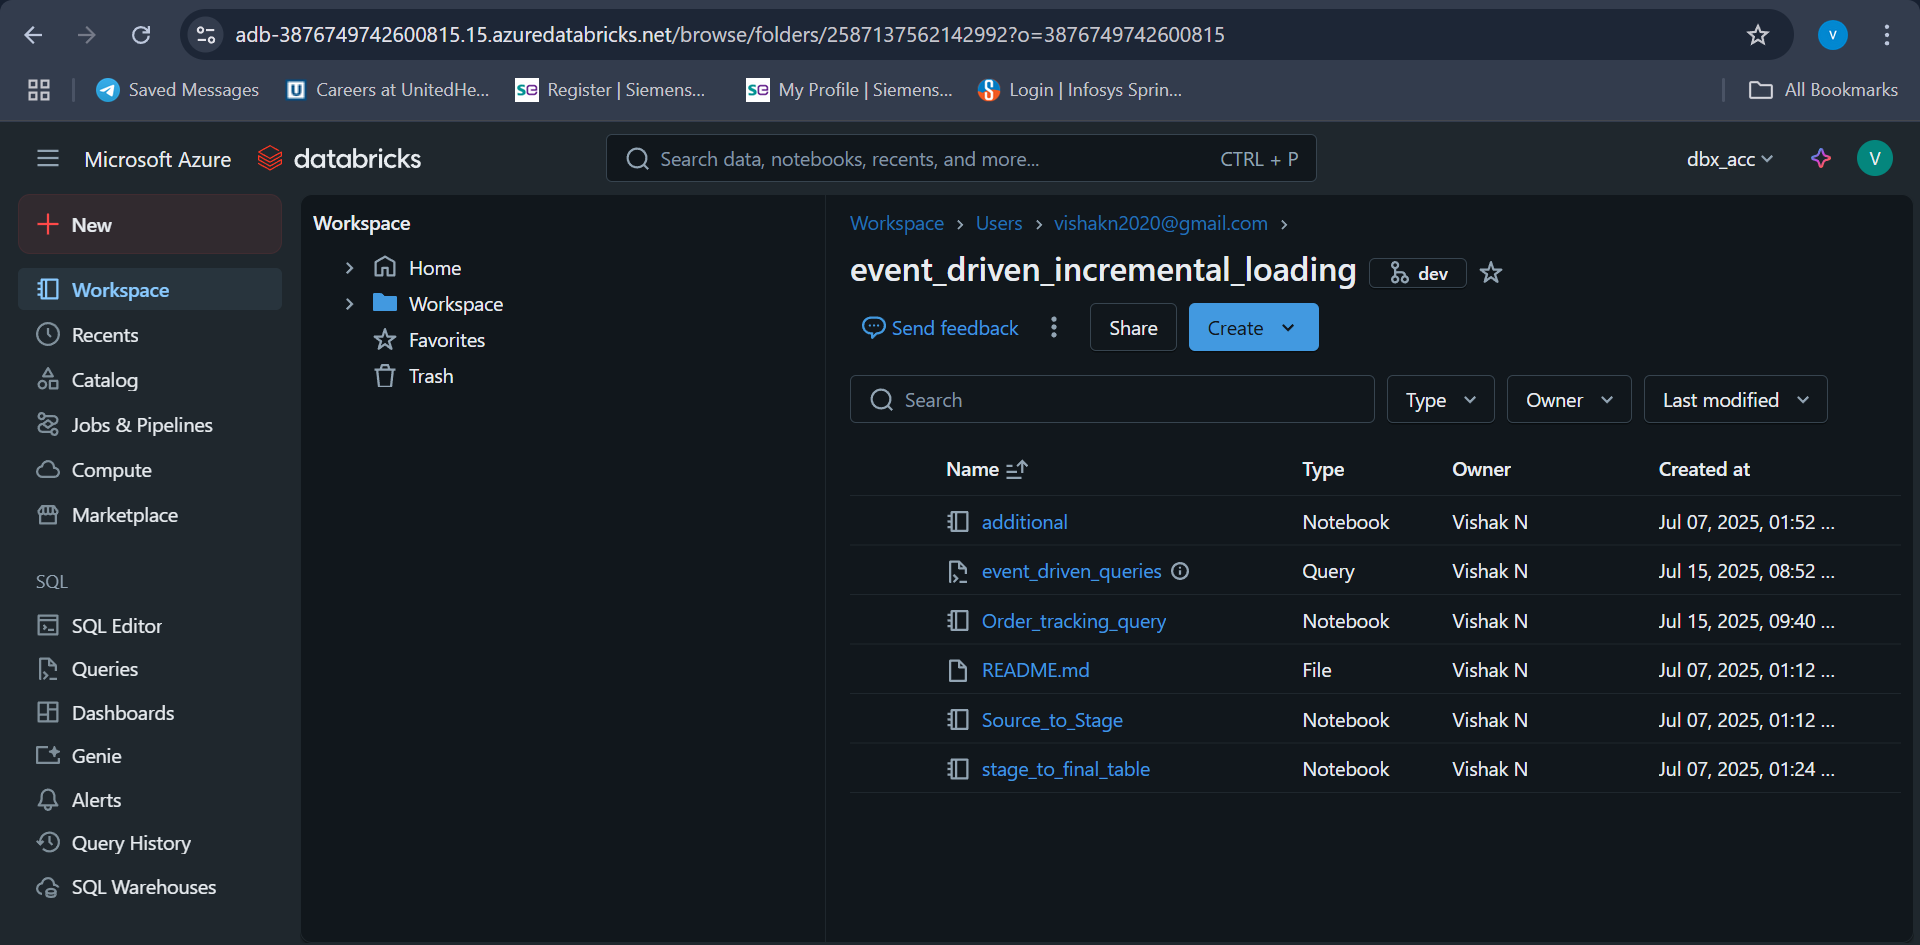 adb-3876749742600815.15.azuredatabricks.net/browse/folders/2587137562142992?o=3876749742600815
V
Saved Messages
Careers at UnitedHe...
Register | Siemens...
My Profile | Siemens...
Login | Infosys Sprin...
All Bookmarks
Microsoft Azure
databricks
Search data, notebooks, recents, and more...
CTRL + P
dbx_acc
V
New
Workspace
Recents
Catalog
Jobs & Pipelines
Compute
Marketplace
SQL
SQL Editor
Queries
Dashboards
Genie
Alerts
Query History
SQL Warehouses
Workspace
Home
Workspace
Favorites
Trash
Workspace > Users > vishakn2020@gmail.com >
event_driven_incremental_loading
dev
Send feedback
Share
Create
Search
Type
Owner
Last modified
Name Type Owner Created at
additional Notebook Vishak N Jul 07, 2025, 01:52 ...
event_driven_queries Query Vishak N Jul 15, 2025, 08:52 ...
Order_tracking_query Notebook Vishak N Jul 15, 2025, 09:40 ...
README.md File Vishak N Jul 07, 2025, 01:12 ...
Source_to_Stage Notebook Vishak N Jul 07, 2025, 01:12 ...
stage_to_final_table Notebook Vishak N Jul 07, 2025, 01:24 ...